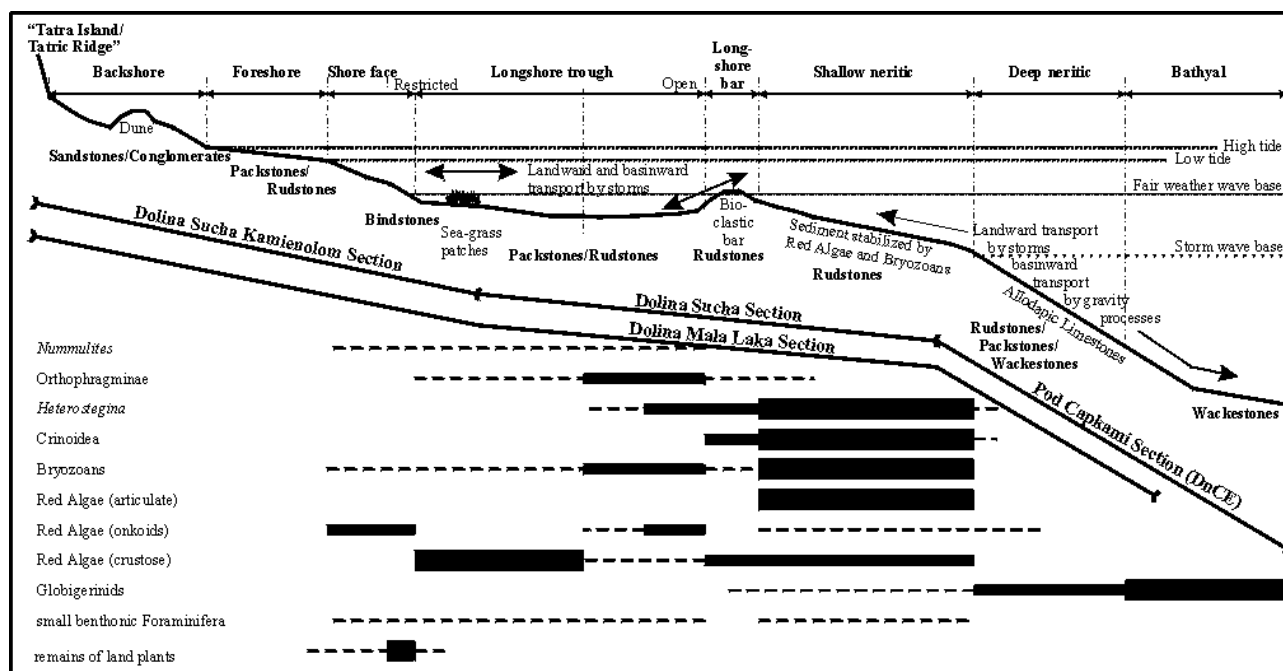 "Tatra Island/
Tatric Ridge"
Backshore
Foreshore
Shore face
Restricted
Longshore trough
Open
Long-
shore
bar
Shallow neritic
Deep neritic
Bathyal
Dune
Sandstones/Conglomerates
Packstones/
Rudstones
Landward and basinward
transport by storms
High tide
Low tide
Fair weather wave base
Storm wave base
Bindstones
Sea-grass
patches
Packstones/Rudstones
Bio-
clastic
bar
Rudstones
Sediment stabilized by
Red Algae and Bryozoans
Rudstones
Landward transport
by storms
basinward
transport
by gravity
processes
Allodapic Limestones
Rudstones/
Packstones/
Wackestones
Wackestones
Dolina Sucha Kamienolom Section
Dolina Sucha Section
Dolina Mala Laka Section
Pod Capkami Section (DnCE)
Nummulites
Orthophragminae
Heterostegina
Crinoidea
Bryozoans
Red Algae (articulate)
Red Algae (onkoids)
Red Algae (crustose)
Globigerinids
small benthonic Foraminifera
remains of land plants